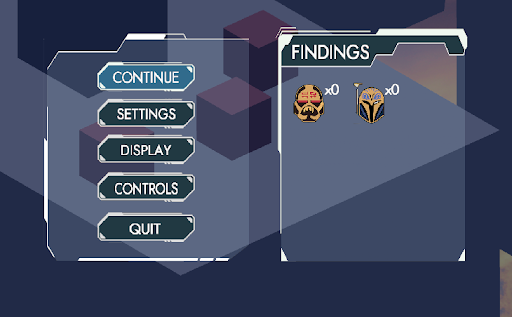 CONTINUE
SETTINGS
DISPLAY
CONTROLS
QUIT
FINDINGS
x0
x0